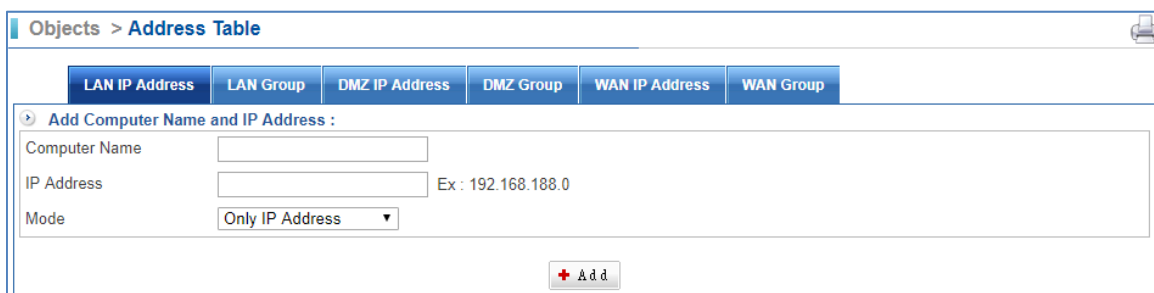 Objects > Address Table
LAN IP Address LAN Group DMZ IP Address DMZ Group WAN IP Address WAN Group
Add Computer Name and IP Address :
Computer Name
IP Address Ex : 192.168.188.0
Mode Only IP Address
Add